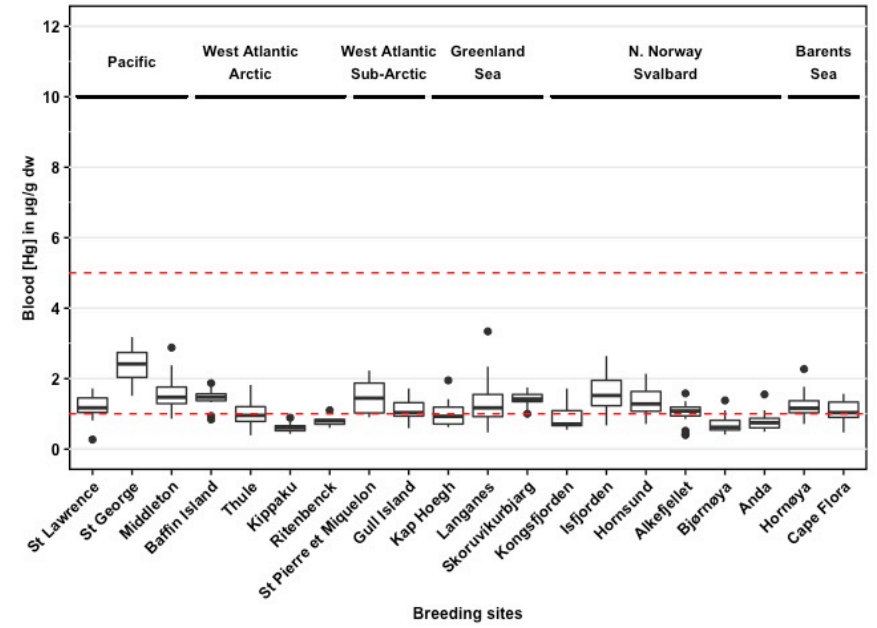 12
10
8
6
4
2
0
Blood [Hg] in µg/g dw
Pacific
West Atlantic
Arctic
West Atlantic
Sub-Arctic
Greenland
Sea
N. Norway
Svalbard
Barents
Sea
St Lawrence
St George
Middleton
Baffin Island
Thule
Kippaku
Ritenbenck
St Pierre et Miquelon
Gull Island
Kap Hoegh
Langanes
Skoruvikurbjarg
Kongsfjorden
Isfjorden
Hornsund
Alkefjellet
Bjørnøya
Anda
Hornøya
Cape Flora
Breeding sites